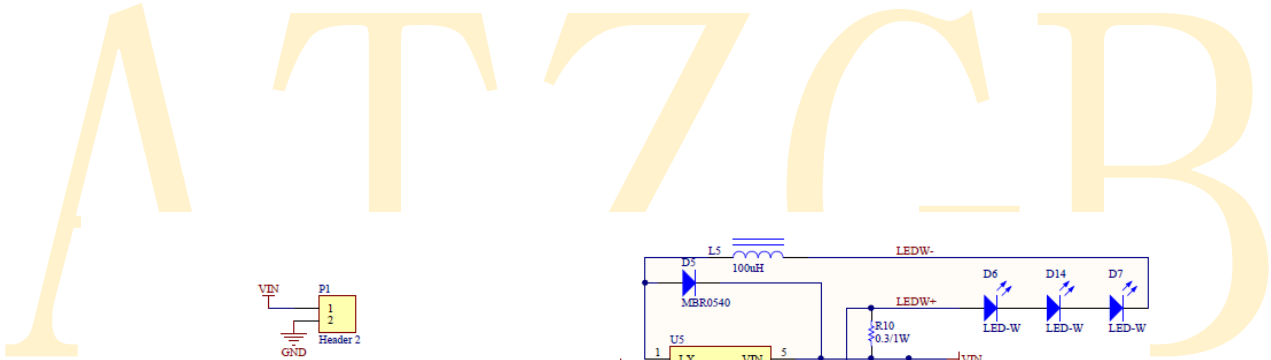 ATZGB
L5
LEDW-
D5
100uH
D6
D14
D7
VIN
P1
MBR0540
LEDW+
1
2
R10
0.3/1W
LED-W
LED-W
LED-W
Header 2
U5
GND
1
LX
VIN
5
VIN